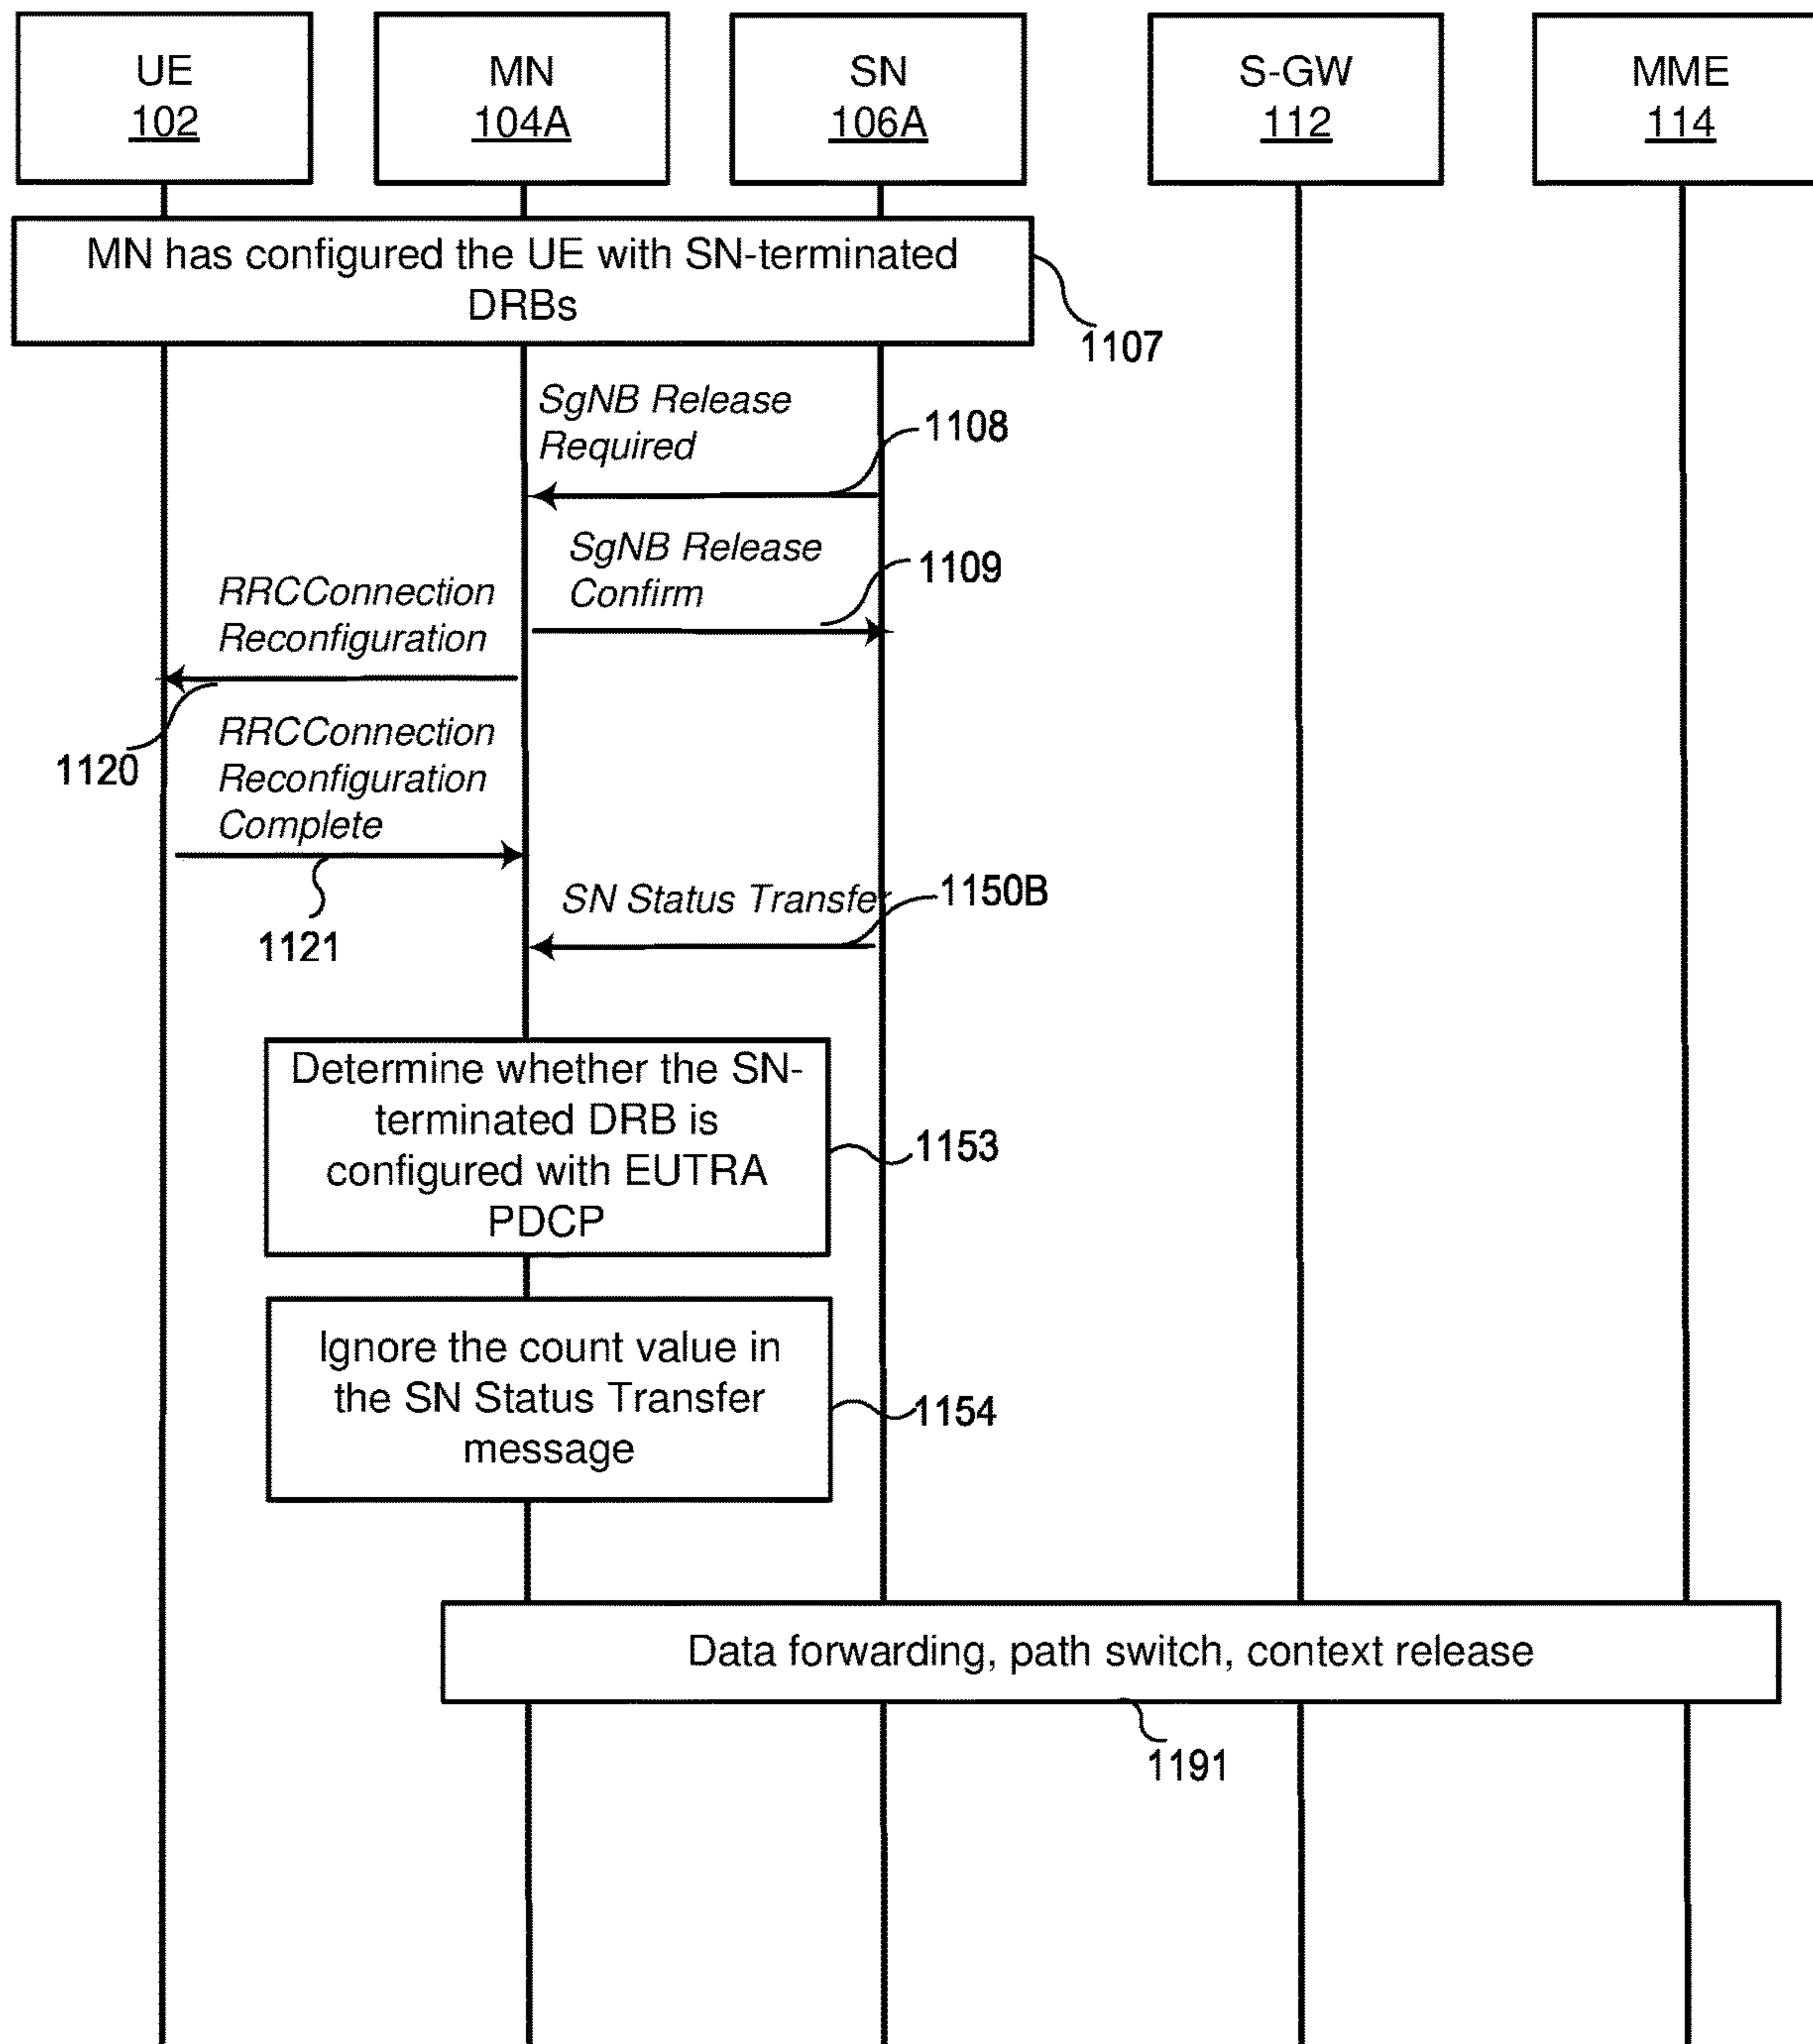 UE
102
MN
104A
SN
106A
S-GW
112
MME
114
MN has configured the UE with SN-terminated
DRBs
1107
SgNB Release
Required
1108
SgNB Release
Confirm
1109
RRCConnection
Reconfiguration
1120
RRCConnection
Reconfiguration
Complete
1121
SN Status Transfer
1150B
Determine whether the SN-
terminated DRB is
configured with EUTRA
PDCP
1153
Ignore the count value in
the SN Status Transfer
message
1154
Data forwarding, path switch, context release
1191